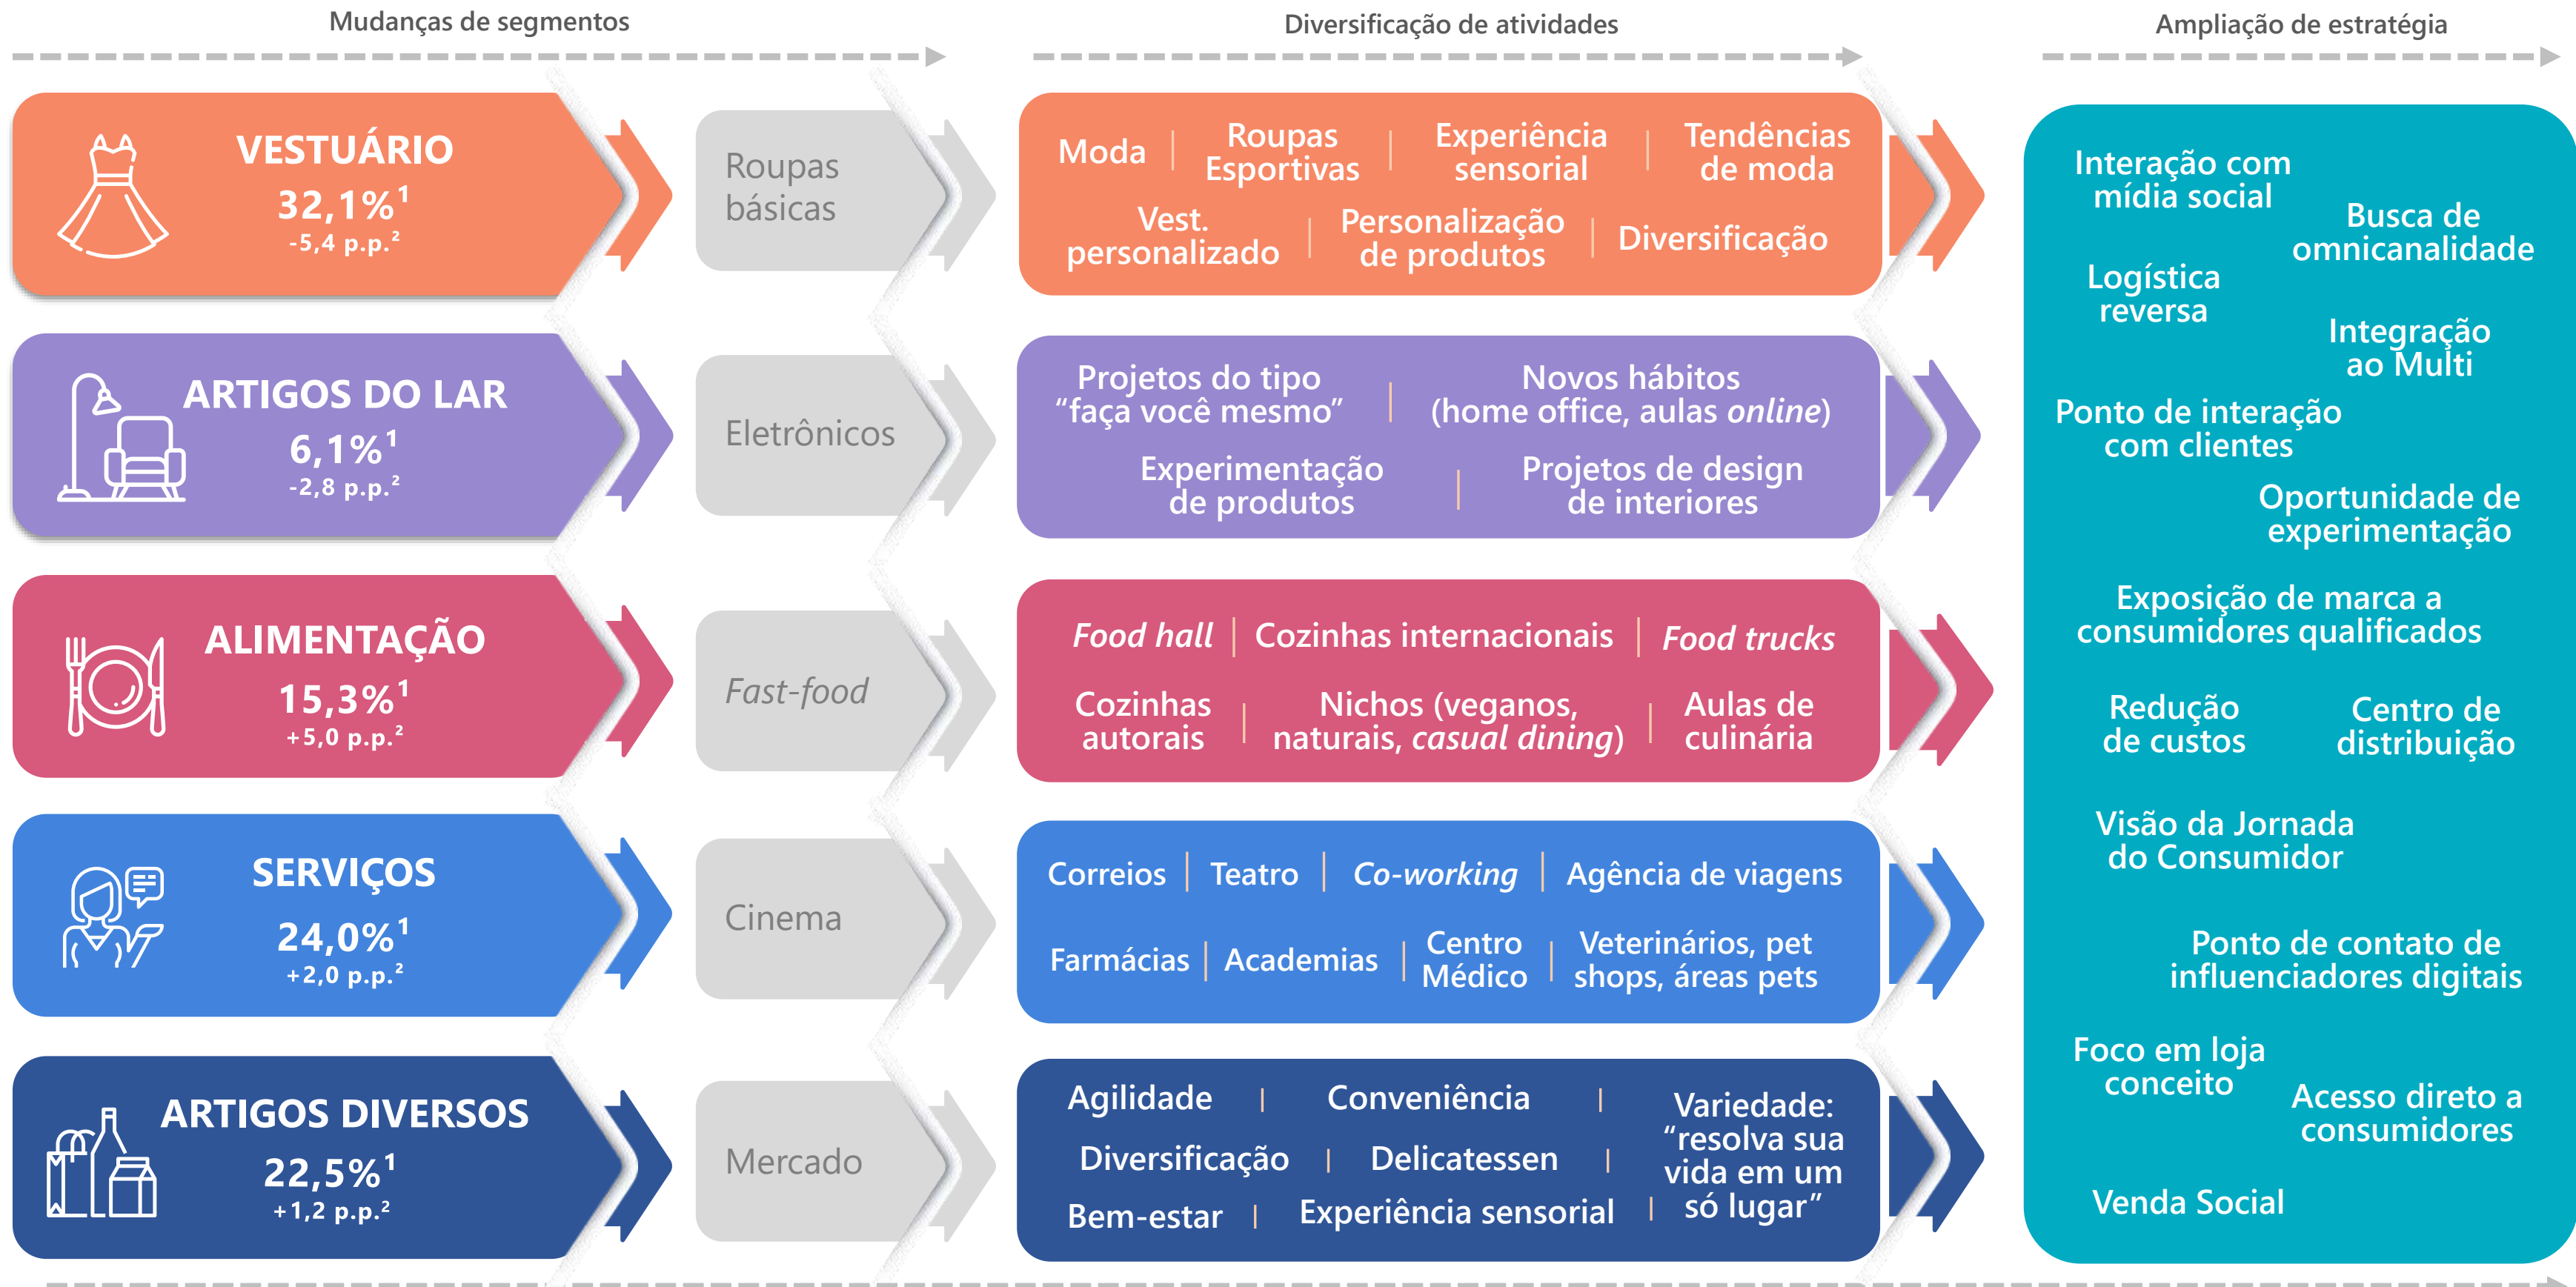 Mudanças de segmentos
Diversificação de atividades
Ampliação de estratégia
VESTUÁRIO
32,1%¹
-5,4 p.p.²
Roupas
básicas
Moda | Roupas
Esportivas | Experiência
sensorial | Tendências
de moda
Vest.
personalizado | Personalização
de produtos | Diversificação
ARTIGOS DO LAR
6,1%¹
-2,8 p.p.²
Eletrônicos
Projetos do tipo
“faça você mesmo” | Novos hábitos
(home office, aulas online)
Experimentação
de produtos | Projetos de design
de interiores
ALIMENTAÇÃO
15,3%¹
+5,0 p.p.²
Fast-food
Food hall | Cozinhas internacionais | Food trucks
Cozinhas
autorais | Nichos (veganos,
naturais, casual dining) | Aulas de
culinária
SERVIÇOS
24,0%¹
+2,0 p.p.²
Cinema
Correios | Teatro | Co-working | Agência de viagens
Farmácias | Academias | Centro
Médico | Veterinários, pet
shops, áreas pets
ARTIGOS DIVERSOS
22,5%¹
+1,2 p.p.²
Mercado
Agilidade | Conveniência |
Diversificação | Delicatessen |
Bem-estar | Experiência sensorial |
Variedade:
“resolva sua
vida em um
só lugar”
Interação com
mídia social
Busca de
omnicanalidade
Logística
reversa
Integração
ao Multi
Ponto de interação
com clientes
Oportunidade de
experimentação
Exposição de marca a
consumidores qualificados
Redução
de custos
Centro de
distribuição
Visão da Jornada
do Consumidor
Ponto de contato de
influenciadores digitais
Foco em loja
conceito
Acesso direto a
consumidores
Venda Social